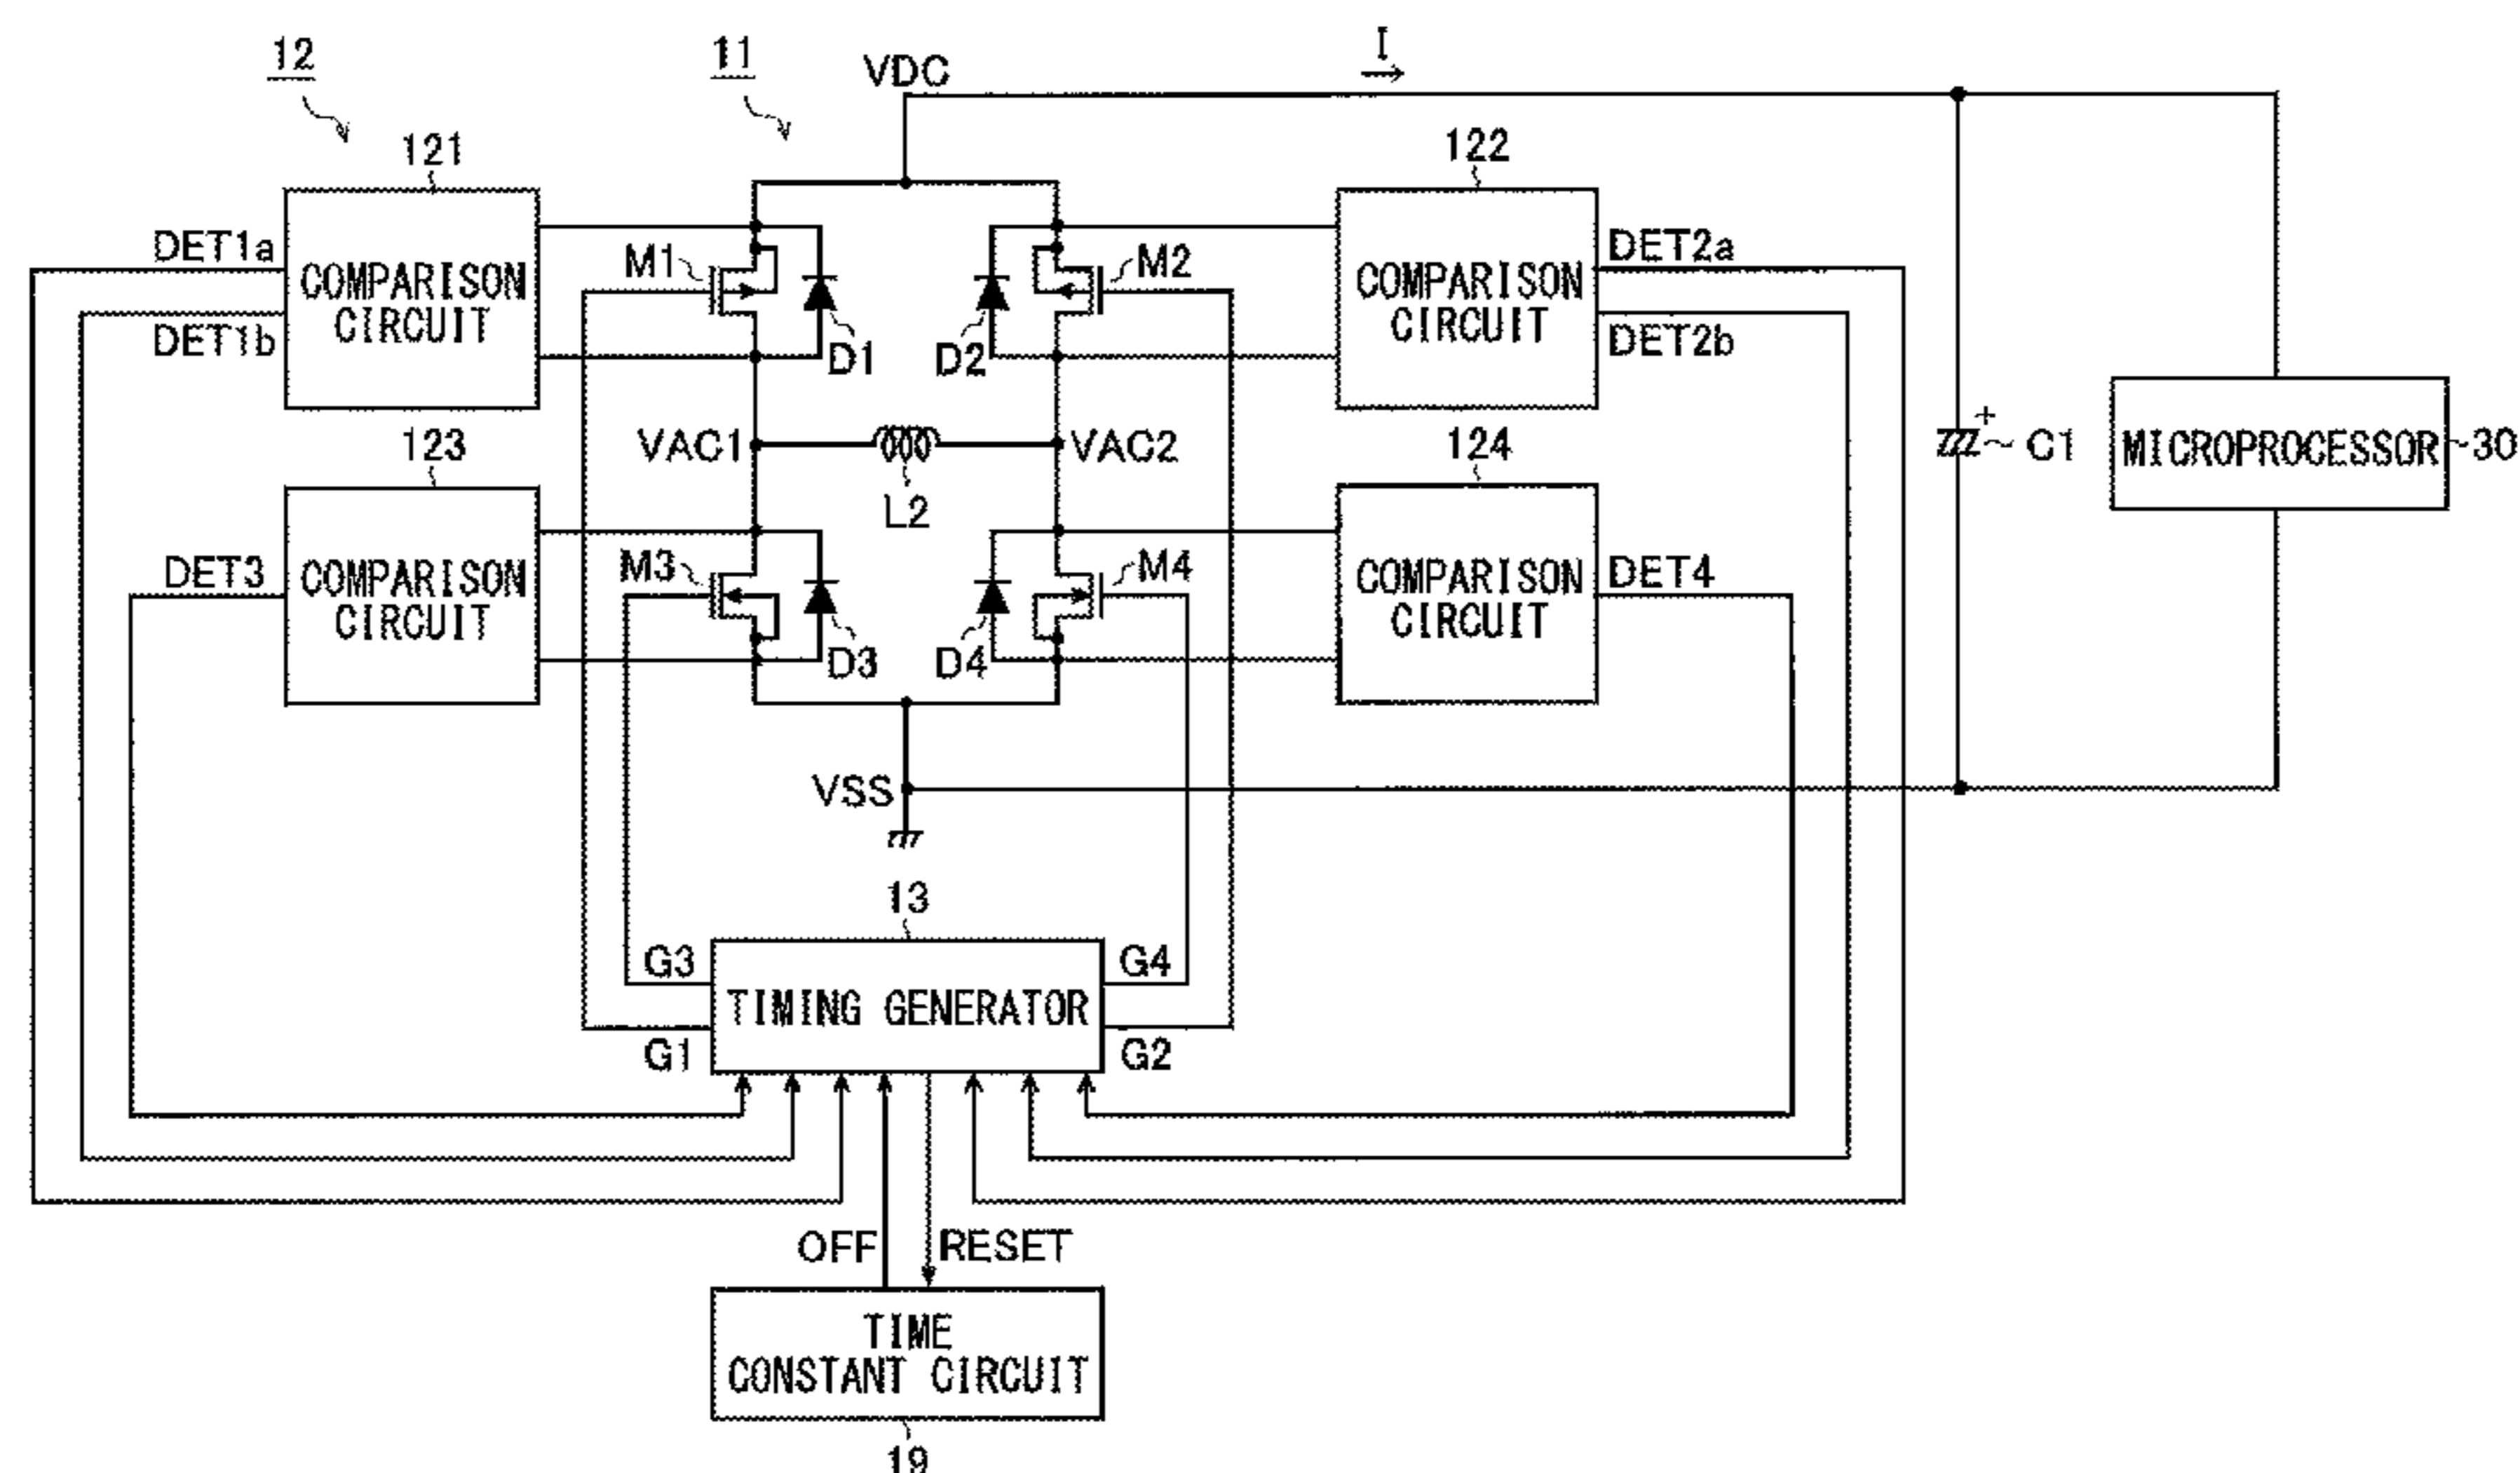 12
11
VDC
I
121
122
DET1a
COMPARISON
CIRCUIT
DET1b
M1
D1
M2
D2
COMPARISON
CIRCUIT
DET2a
DET2b
123
VAC1
L2
VAC2
124
+
C1
MICROPROCESSOR
30
DET3
COMPARISON
CIRCUIT
M3
D3
M4
D4
COMPARISON
CIRCUIT
DET4
VSS
13
G3
G4
TIMING GENERATOR
G1
G2
OFF
RESET
TIME
CONSTANT CIRCUIT
19